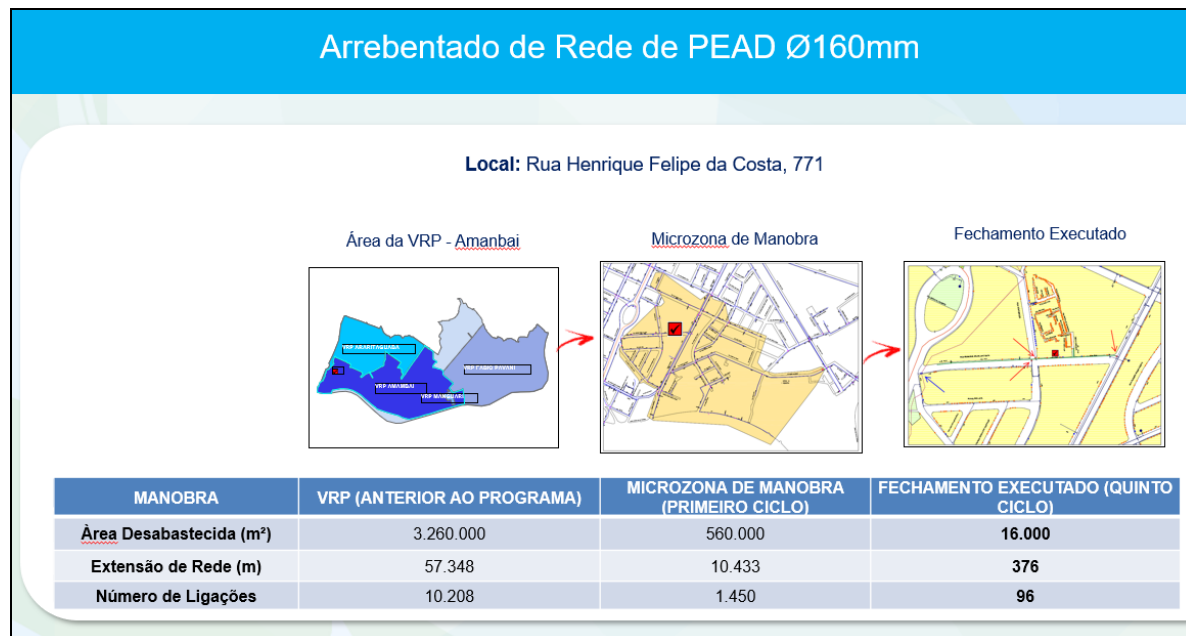 Arrebentado de Rede de PEAD Ø160mm
Local: Rua Henrique Felipe da Costa, 771
Área da VRP - Amanbai
Microzona de Manobra
Fechamento Executado
VRP ARARITAGUABA
VRP AMAMBAI
MANOBRA
VRP (ANTERIOR AO PROGRAMA)
MICROZONA DE MANOBRA
(PRIMEIRO CICLO)
FECHAMENTO EXECUTADO (QUINTO
CICLO)
Àrea Desabastecida (m²) 3.260.000 560.000 16.000
Extensão de Rede (m) 57.348 10.433 376
Número de Ligações 10.208 1.450 96